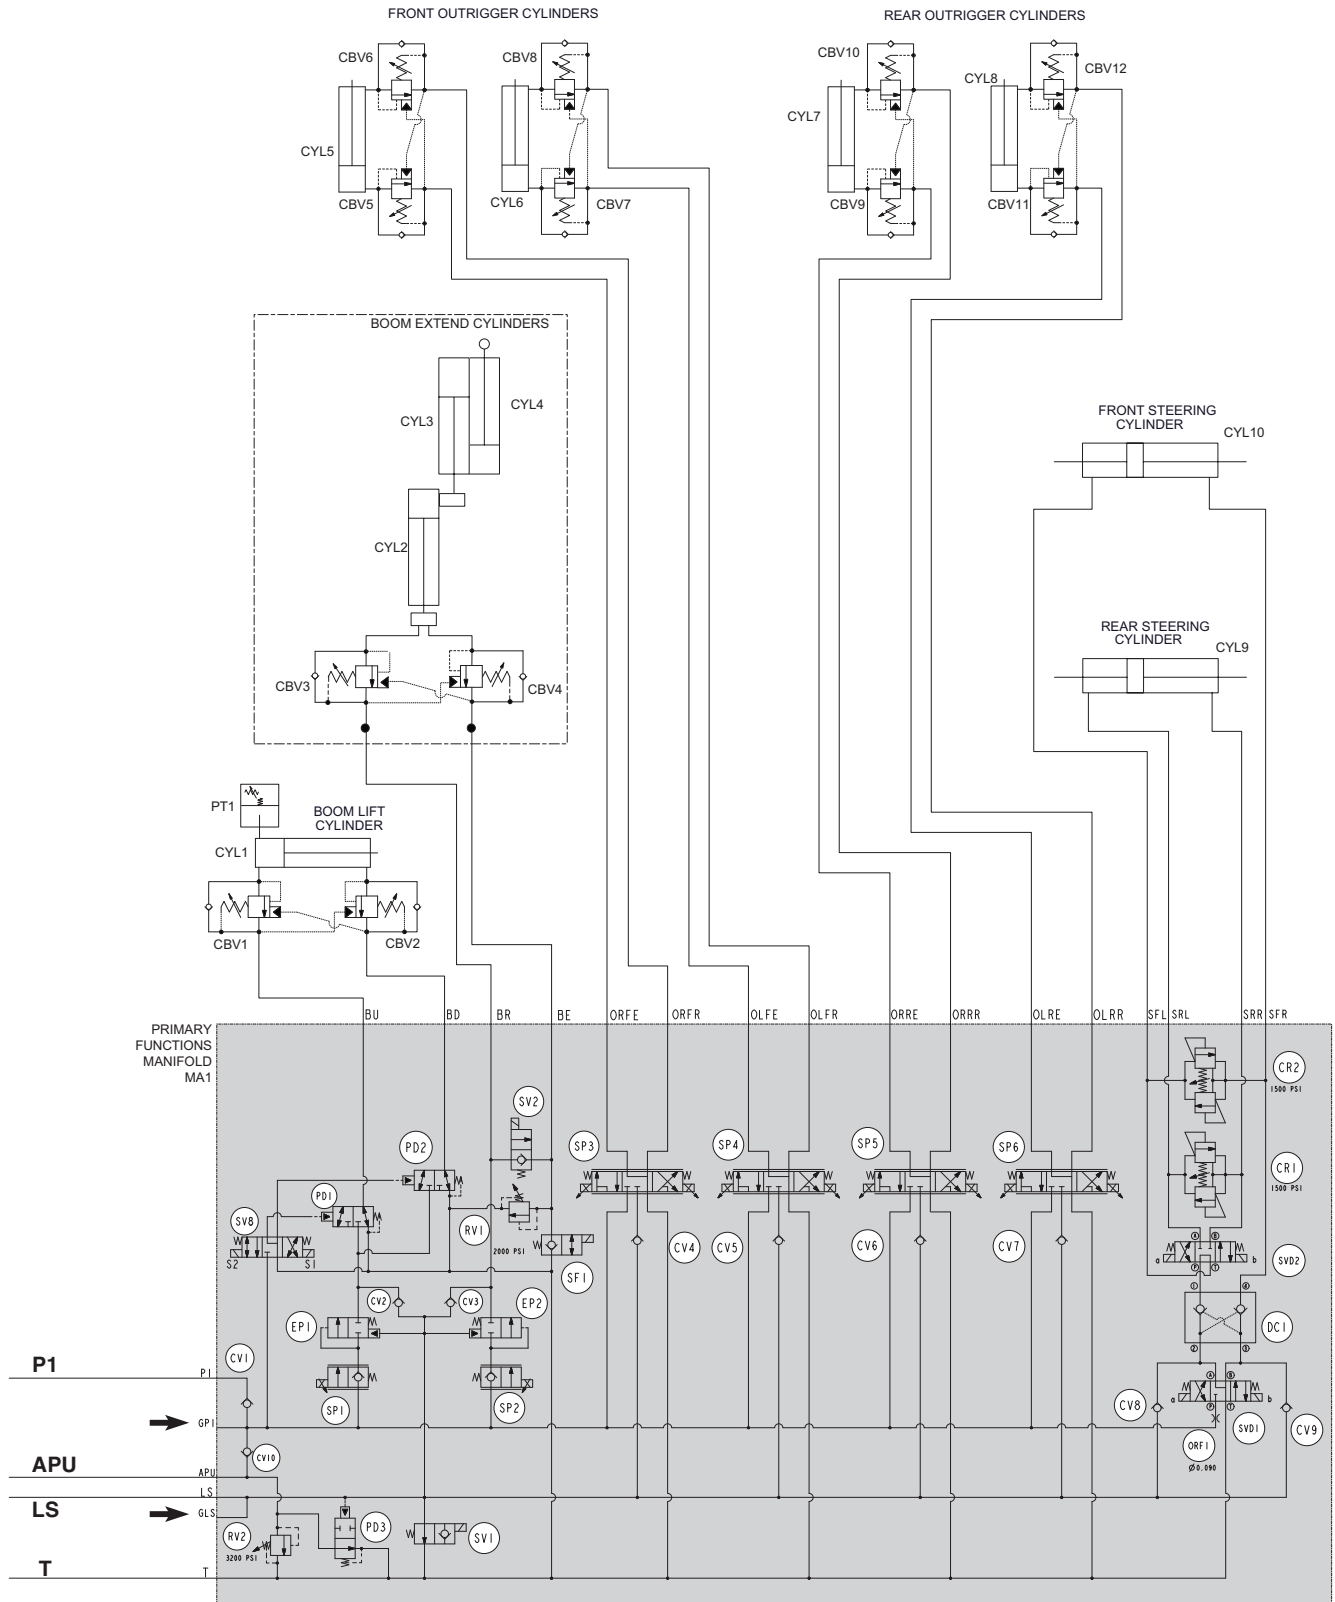 FRONT OUTRIGGER CYLINDERS
REAR OUTRIGGER CYLINDERS
CBV6
CBV8
CBV10
CBV12
CYL8
CYL7
CYL5
CBV5
CYL6
CBV7
CBV9
CBV11
BOOM EXTEND CYLINDERS
CYL4
CYL3
CYL2
CBV3
CBV4
FRONT STEERING
CYLINDER
CYL10
REAR STEERING
CYLINDER
CYL9
PT1
BOOM LIFT
CYLINDER
CYL1
CBV1
CBV2
PRIMARY
FUNCTIONS
MANIFOLD
MA1
BU
BD
BR
BE
ORFE
ORFR
OLFE
OLFR
ORRE
ORRR
OLRE
OLRR
SFL
SRL
SRR
SFR
CR2
1500 PSI
SV2
PD2
SP3
SP4
SP5
SP6
CR1
1500 PSI
PD1
SV8
S2
S1
RV1
2000 PSI
SF1
CV4
CV5
CV6
CV7
A
B
a
b
P
T
SVD2
1
4
DC1
2
3
CV2
CV3
EP1
EP2
SP1
SP2
CV1
P1
P1
GP1
CV10
APU
APU
LS
LS
GLS
RV2
3200 PSI
PD3
SV1
T
T
A
B
a
b
P
T
CV8
SVD1
CV9
ORF1
Ø0.090